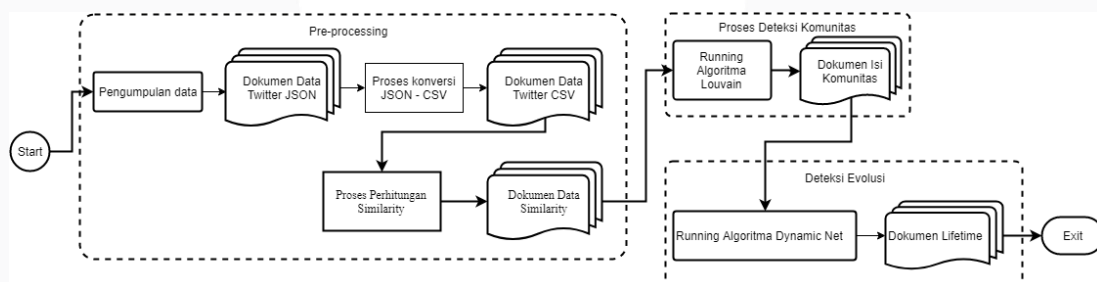 Pre-processing
Proses Deteksi Komunitas
Start
Pengumpulan data
Dokumen Data
Twitter JSON
Proses konversi
JSON - CSV
Dokumen Data
Twitter CSV
Proses Perhitungan
Similarity
Dokumen Data
Similarity
Running
Algoritma
Louvain
Dokumen Isi
Komunitas
Deteksi Evolusi
Running Algoritma Dynamic Net
Dokumen Lifetime
Exit